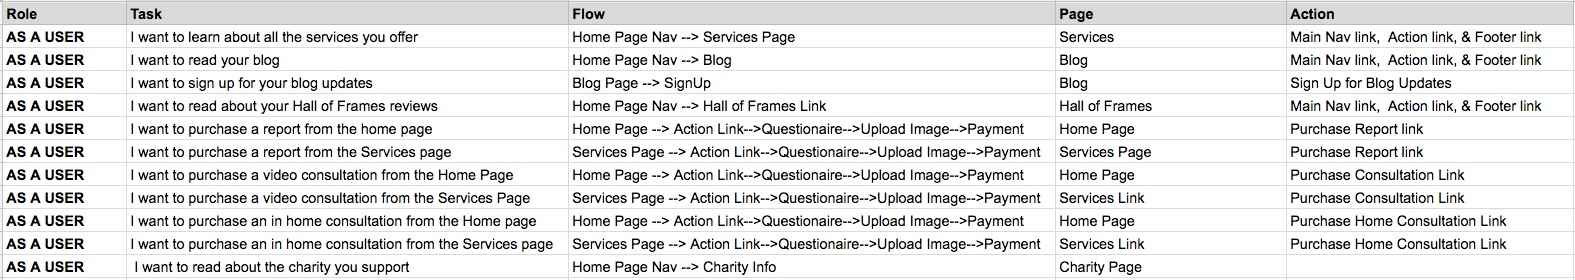 Role Task Flow Page Action
AS A USER I want to learn about all the services you offer Home Page Nav --> Services Page Services Main Nav link,  Action link, & Footer link
AS A USER I want to read your blog Home Page Nav --> Blog Blog Main Nav link,  Action link, & Footer link
AS A USER I want to sign up for your blog updates Blog Page --> SignUp Blog Sign Up for Blog Updates
AS A USER I want to read about your Hall of Frames reviews Home Page Nav --> Hall of Frames Link Hall of Frames Main Nav link,  Action link, & Footer link
AS A USER I want to purchase a report from the home page Home Page --> Action Link-->Questionaire-->Upload Image-->Payment Home Page Purchase Report link
AS A USER I want to purchase a report from the Services page Services Page --> Action Link-->Questionaire-->Upload Image-->Payment Services Page Purchase Report link
AS A USER I want to purchase a video consultation from the Home Page Home Page --> Action Link-->Questionaire-->Upload Image-->Payment Home Page Purchase Consultation Link
AS A USER I want to purchase a video consultation from the Services Page Services Page --> Action Link-->Questionaire-->Upload Image-->Payment Services Link Purchase Consultation Link
AS A USER I want to purchase an in home consultation from the Home page Home Page --> Action Link-->Questionaire-->Upload Image-->Payment Home Page Purchase Home Consultation Link
AS A USER I want to purchase an in home consultation from the Services page Services Page --> Action Link-->Questionaire-->Upload Image-->Payment Services Link Purchase Home Consultation Link
AS A USER I want to read about the charity you support Home Page Nav --> Charity Info Charity Page